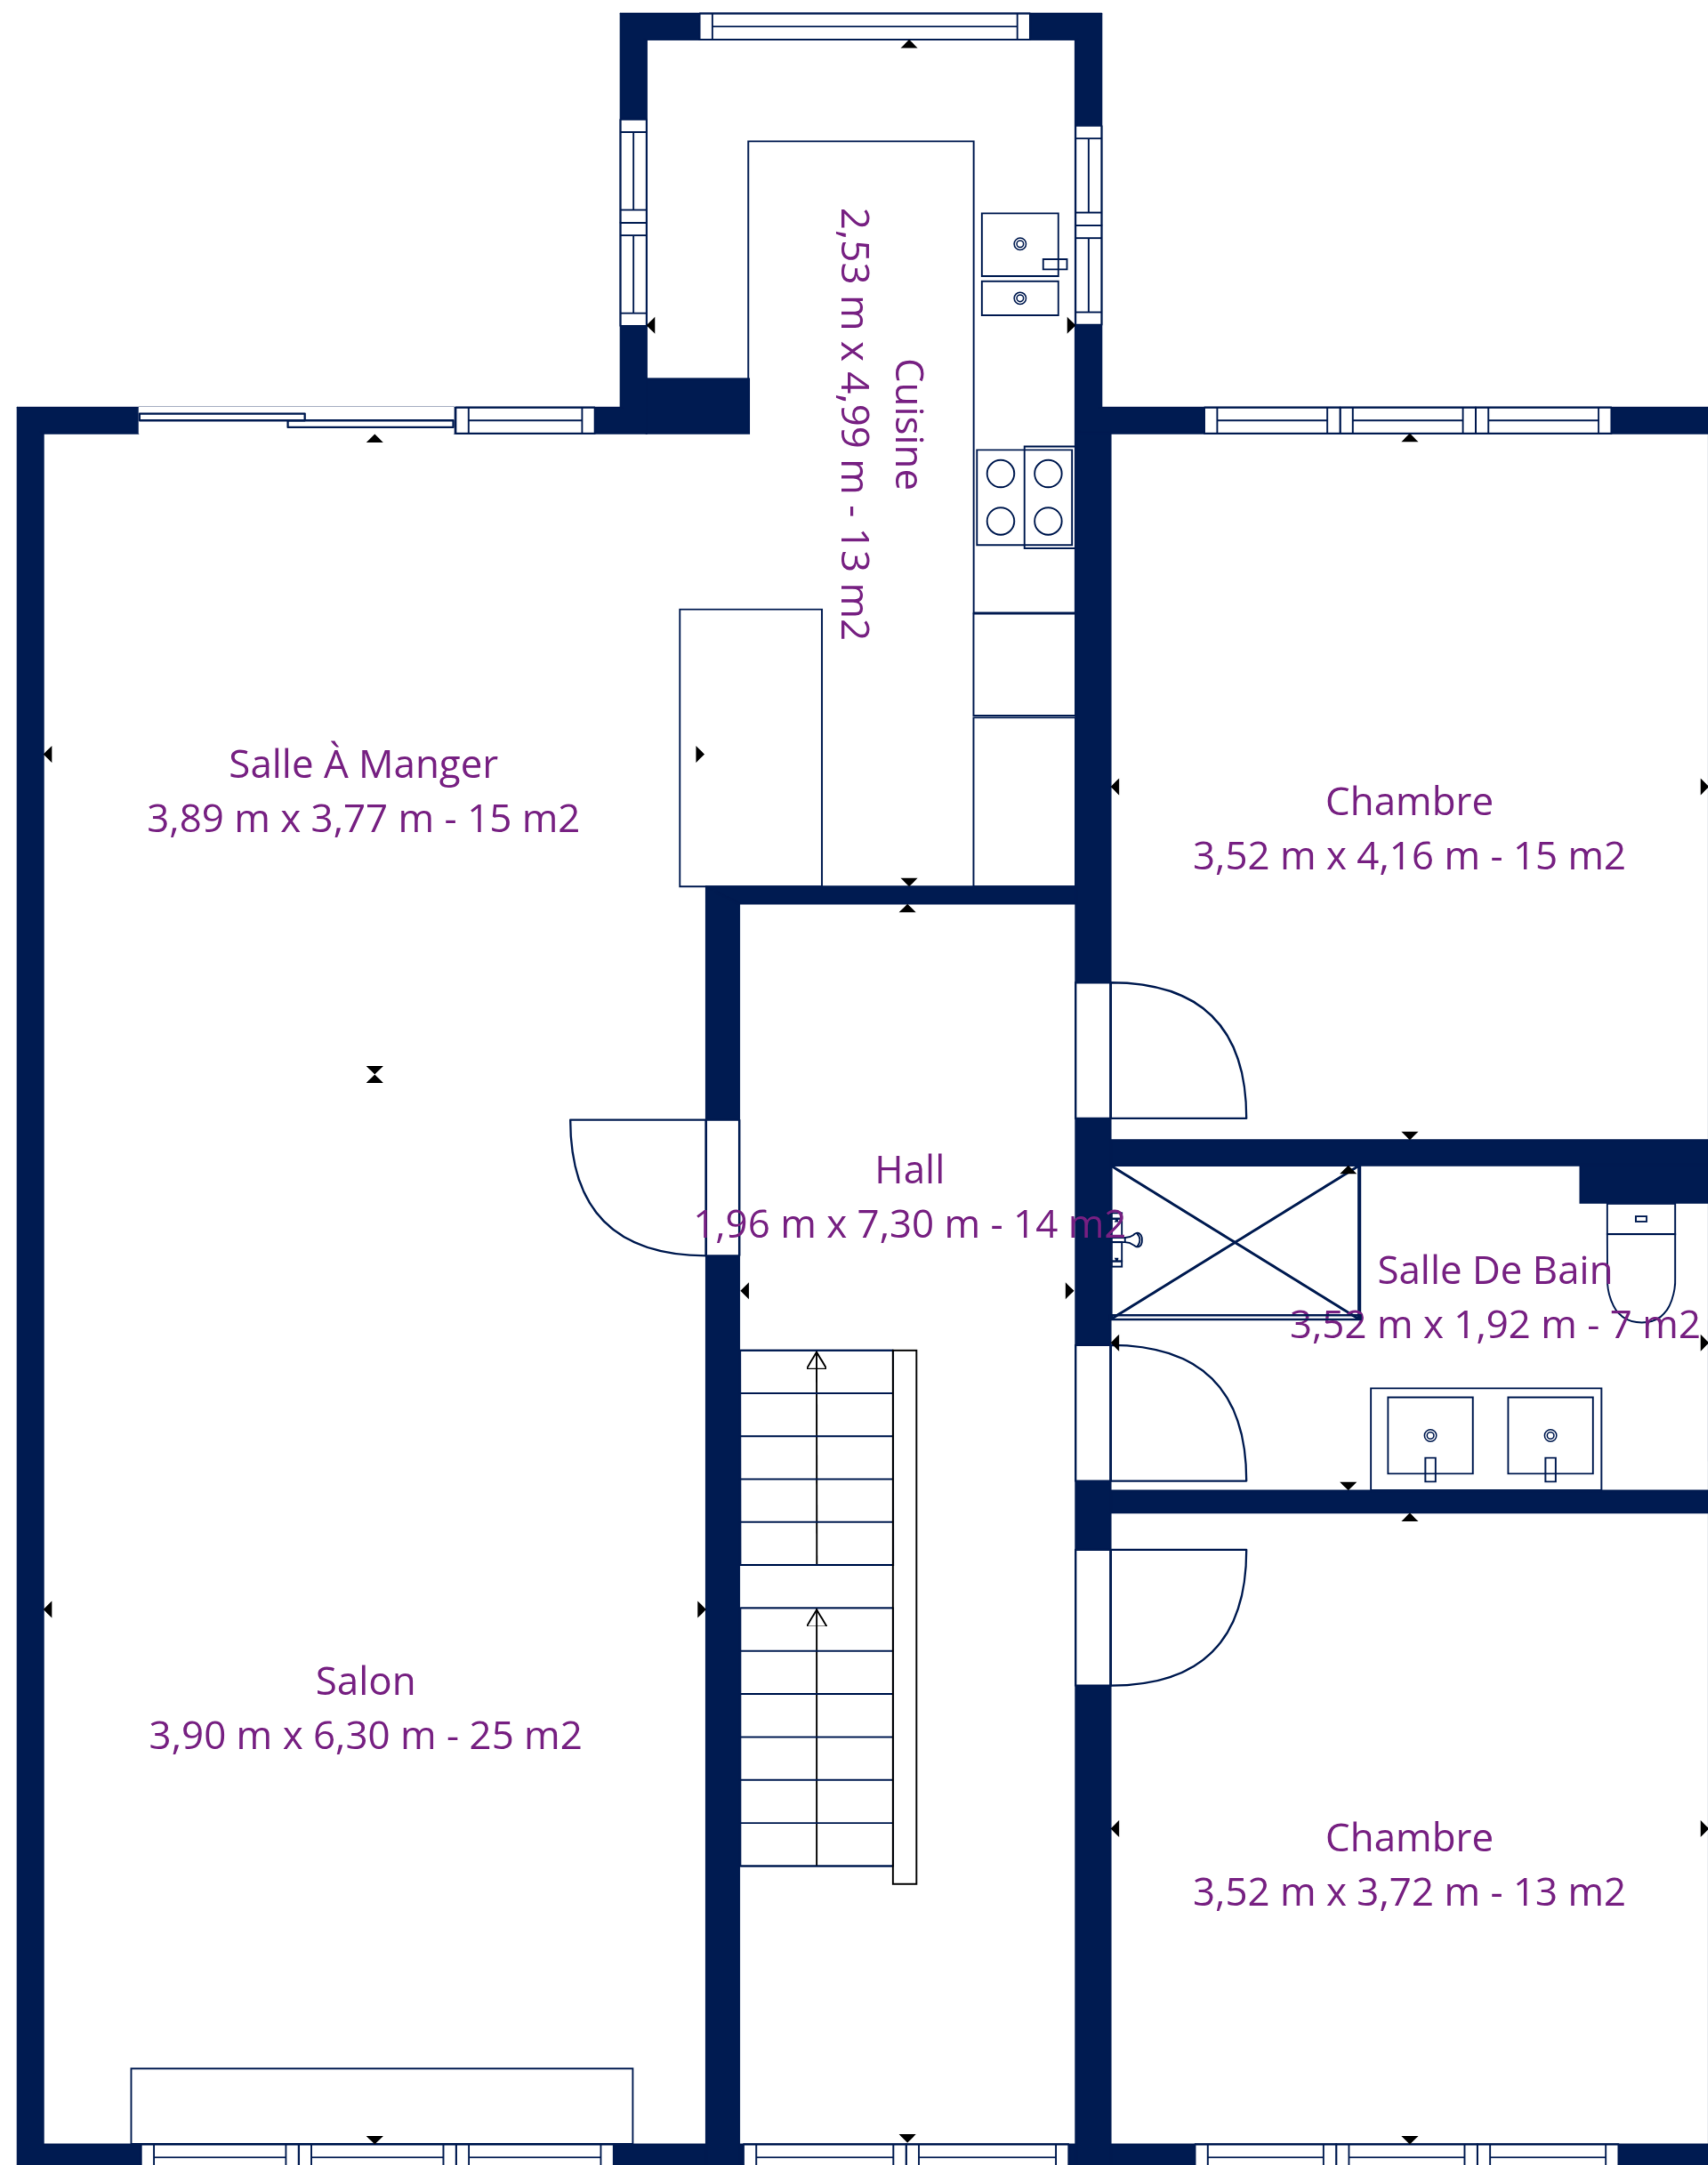 Cuisine
2,53 m x 4,99 m - 13 m2
Salle À Manger
3,89 m x 3,77 m - 15 m2
Chambre
3,52 m x 4,16 m - 15 m2
Hall
1,96 m x 7,30 m - 14 m2
Salle De Bain
3,52 m x 1,92 m - 7 m2
Salon
3,90 m x 6,30 m - 25 m2
Chambre
3,52 m x 3,72 m - 13 m2